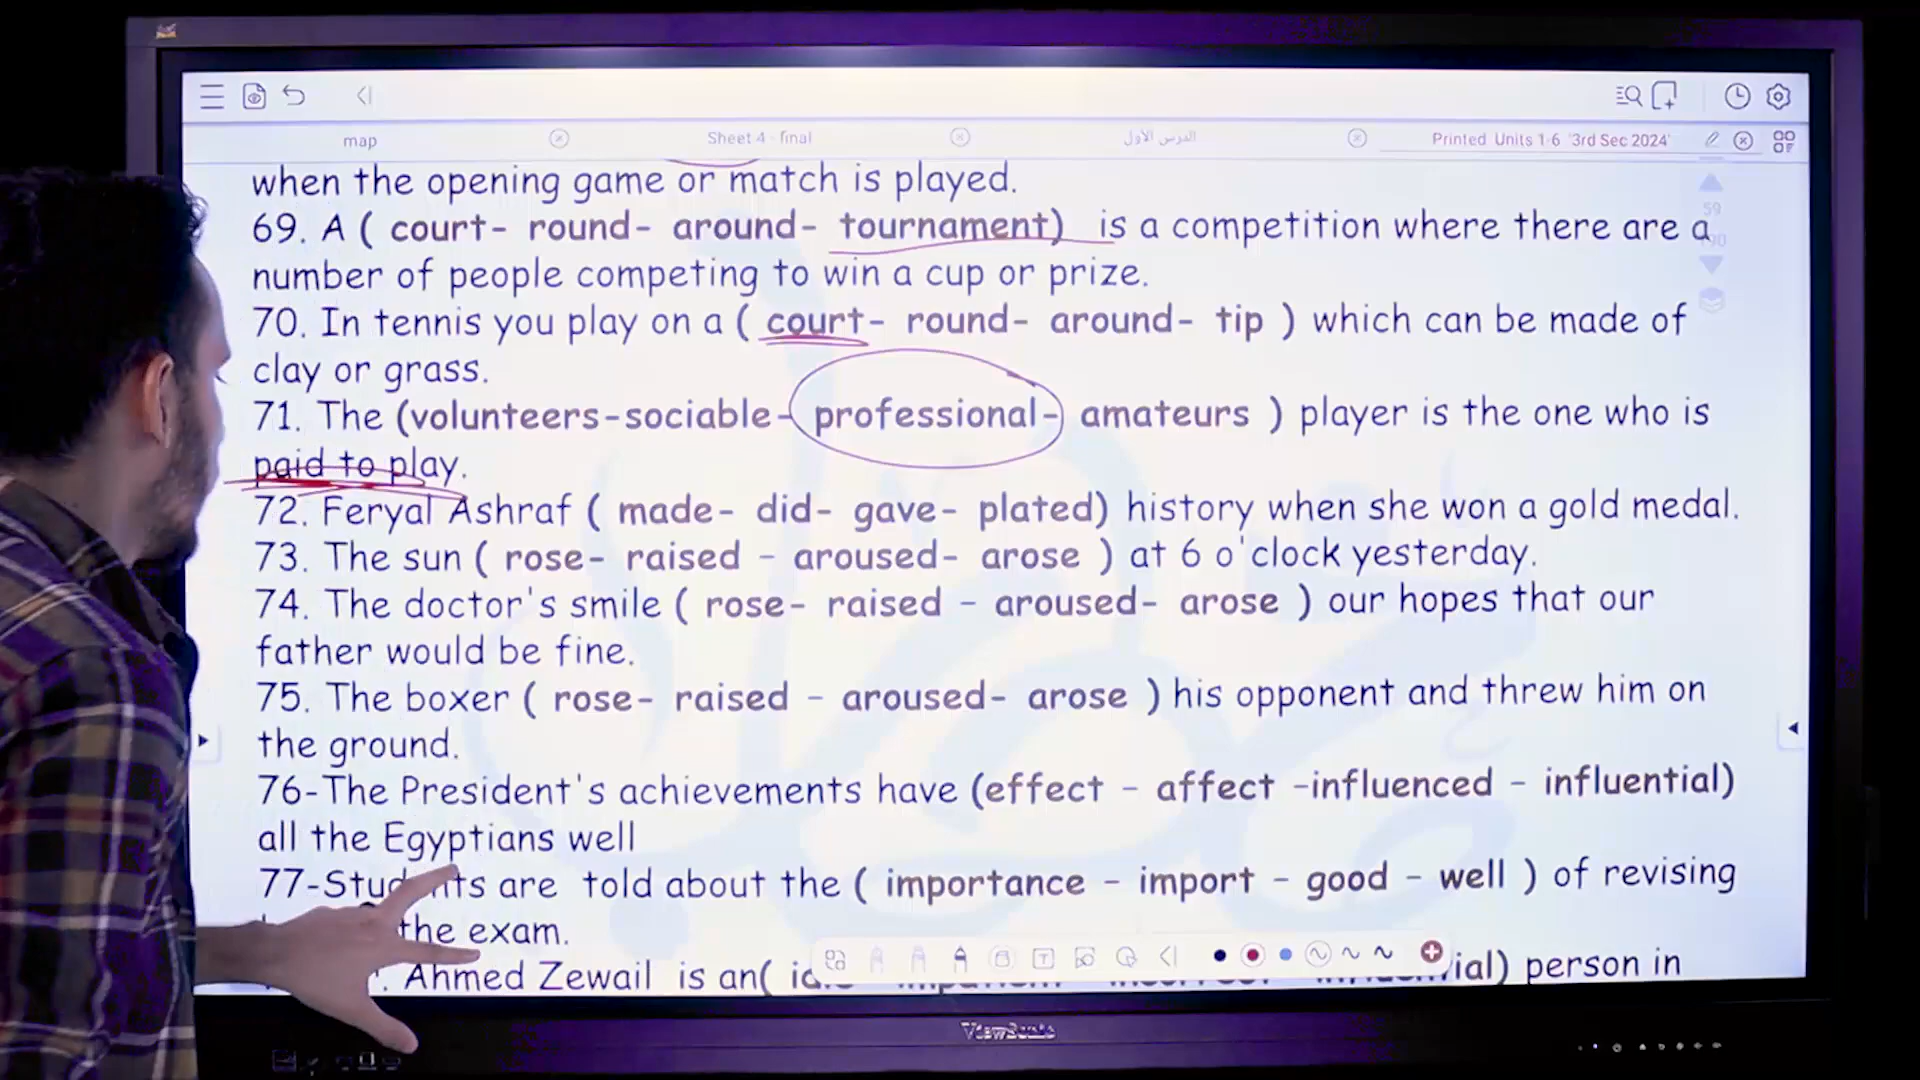 map
Sheet 4 - final
الدرس الأول
Printed Units 1-6 '3rd Sec 2024'
when the opening game or match is played.
59
69. A ( court- round- around- tournament) is a competition where there are a
number of people competing to win a cup or prize.
70. In tennis you play on a ( court- round- around- tip ) which can be made of
clay or grass.
71. The (volunteers-sociable- professional- amateurs ) player is the one who is
paid to play.
72. Feryal Ashraf ( made- did- gave- plated) history when she won a gold medal.
73. The sun ( rose- raised - aroused- arose ) at 6 o'clock yesterday.
74. The doctor's smile ( rose- raised - aroused- arose ) our hopes that our
father would be fine.
75. The boxer ( rose- raised - aroused- arose ) his opponent and threw him on
the ground.
76-The President's achievements have (effect - affect -influenced - influential)
all the Egyptians well
77-Students are told about the ( importance - import - good - well ) of revising
the exam.
Ahmed Zewail is an( person in
ViewSonic